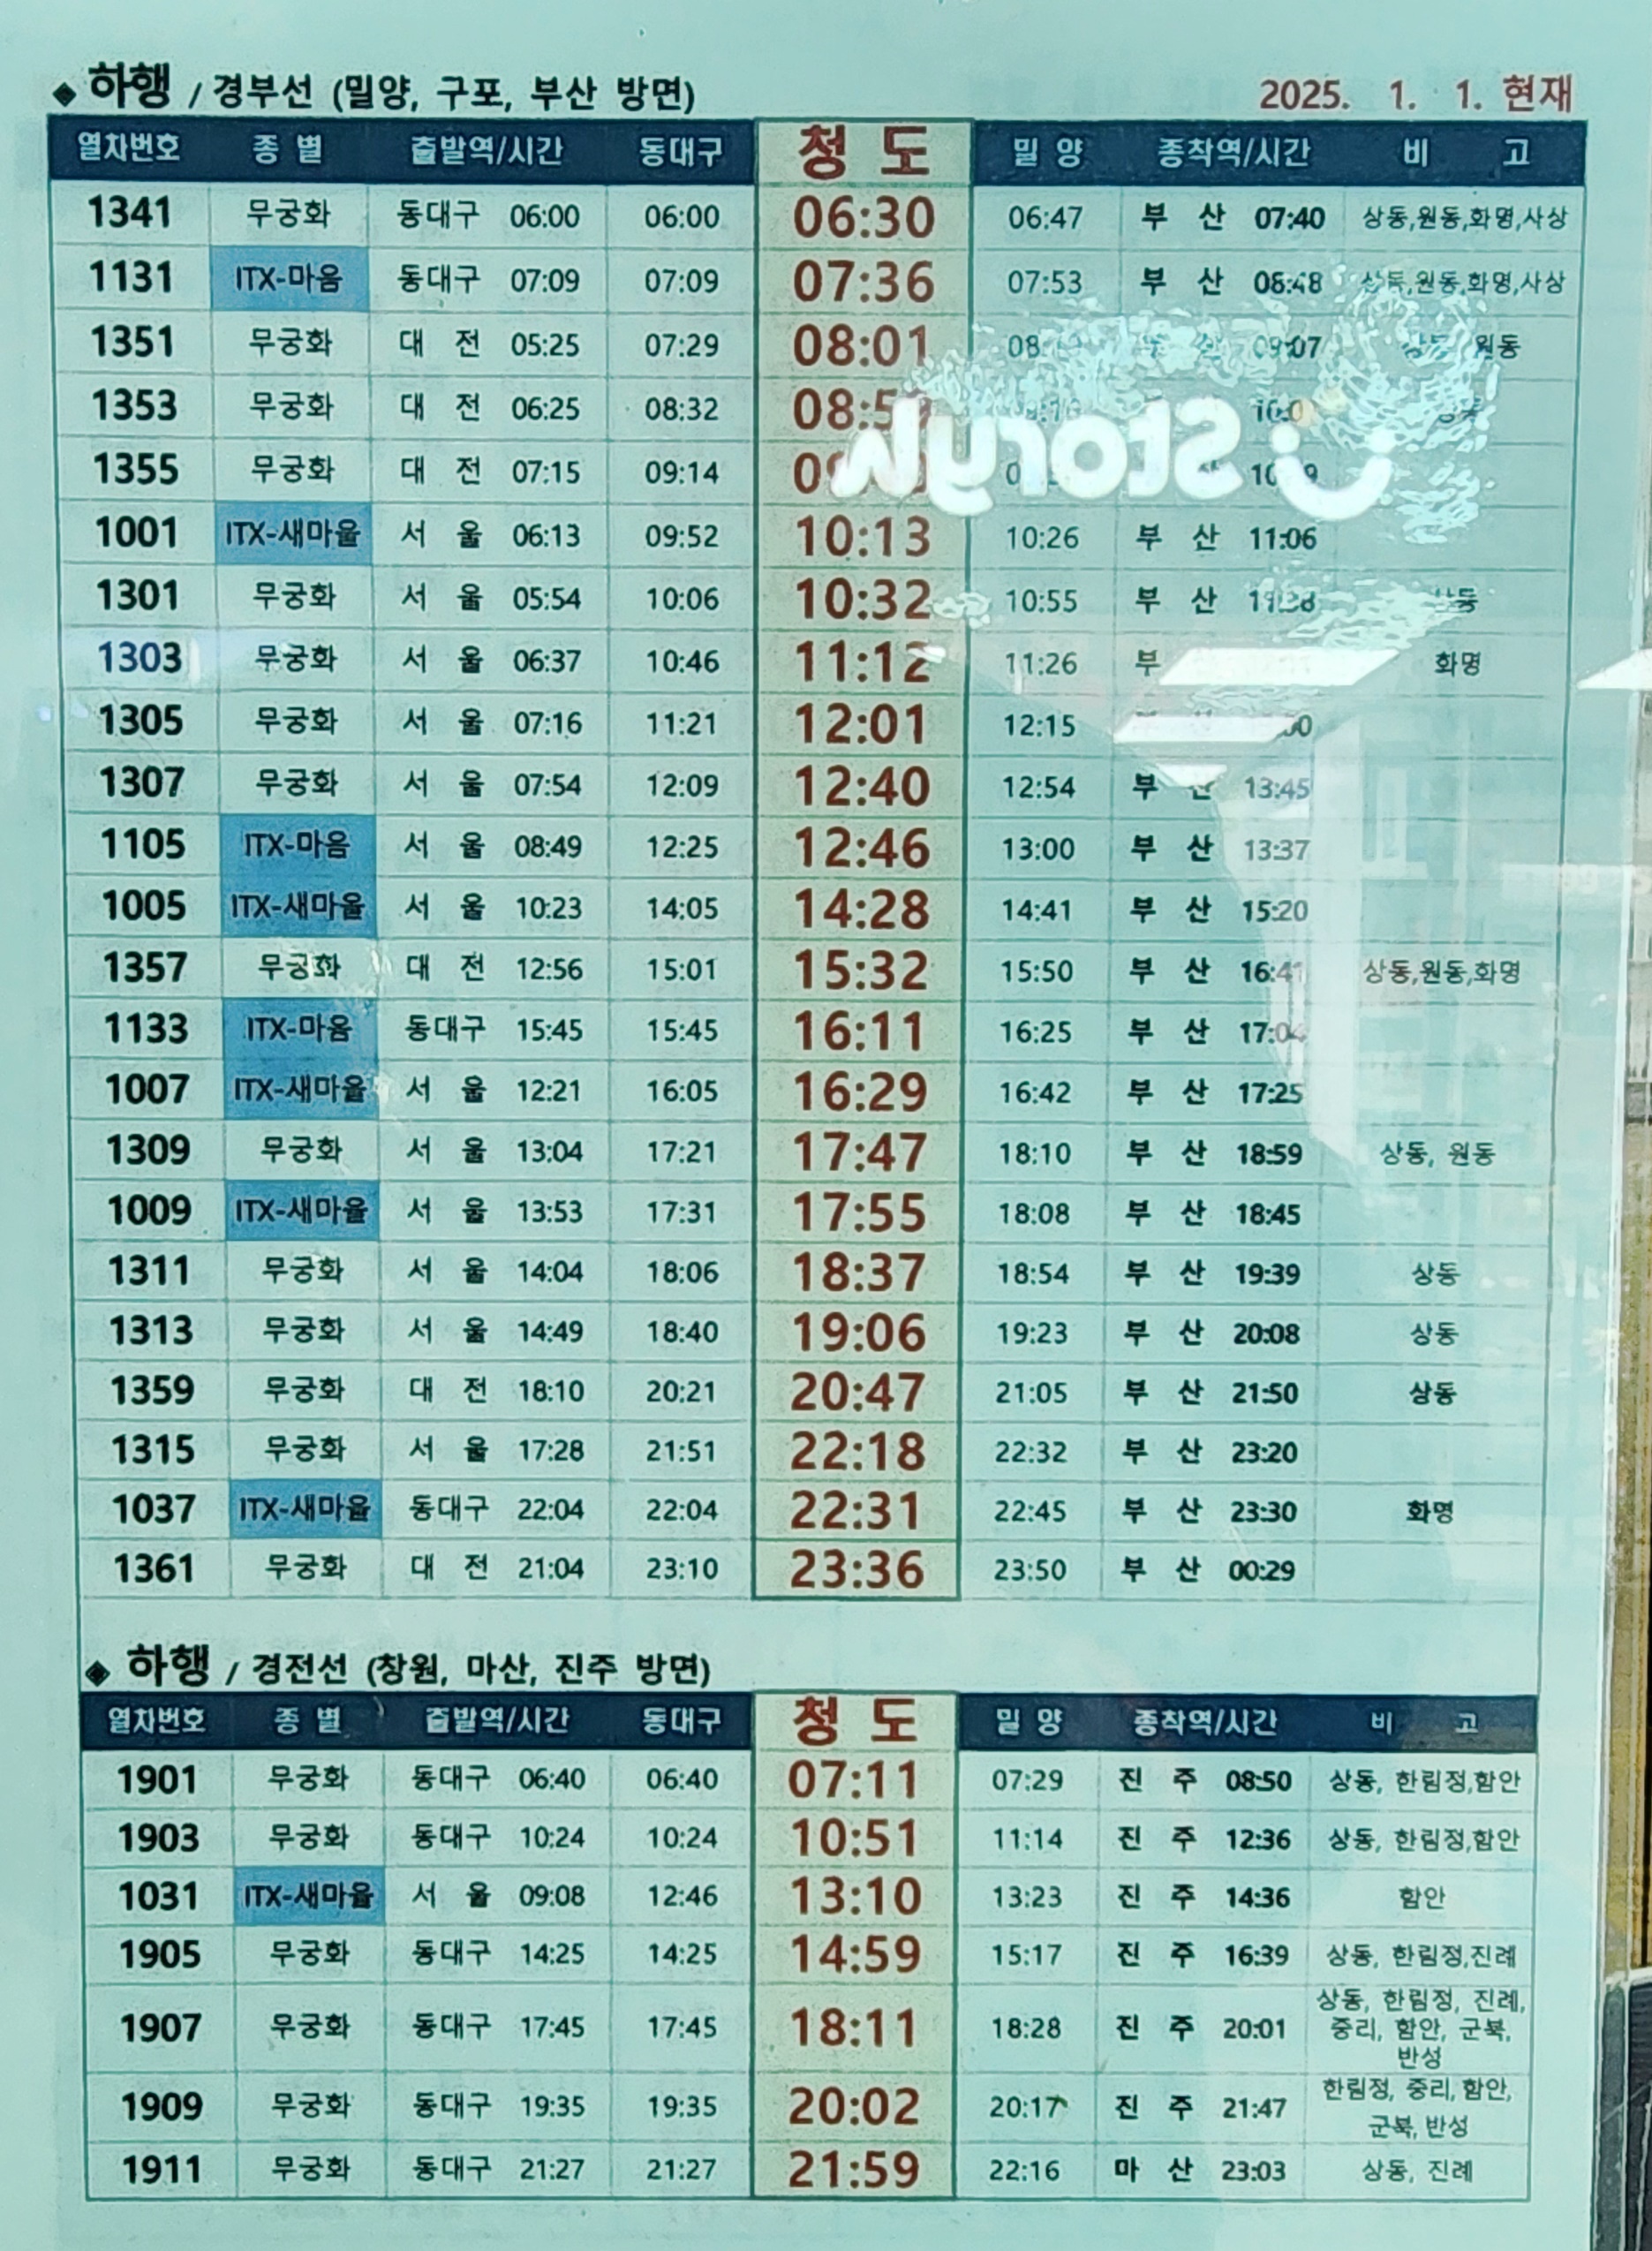 ◆ 하행 / 경부선 (밀양, 구포, 부산 방면) 2025. 1. 1. 현재
열차번호 종 별 출발역/시간 동대구 청 도 밀 양 종착역/시간 비 고
1341 무궁화 동대구 06:00 06:00 06:30 06:47 부 산 07:40 상동,원동,화명,사상
1131 ITX-마음 동대구 07:09 07:09 07:36 07:53 부 산 08:48 상동,원동,화명,사상
1351 무궁화 대 전 05:25 07:29 08:01 09:07 원동
1353 무궁화 대 전 06:25 08:32
1355 무궁화 대 전 07:15 09:14
StoryW
1001 ITX-새마을 서 울 06:13 09:52 10:13 10:26 부 산 11:06
1301 무궁화 서 울 05:54 10:06 10:32 10:55 부 산 상동
1303 무궁화 서 울 06:37 10:46 11:12 11:26 부 화명
1305 무궁화 서 울 07:16 11:21 12:01 12:15 부 산
1307 무궁화 서 울 07:54 12:09 12:40 12:54 부 산 13:45
1105 ITX-마음 서 울 08:49 12:25 12:46 13:00 부 산 13:37
1005 ITX-새마을 서 울 10:23 14:05 14:28 14:41 부 산 15:20
1357 무궁화 대 전 12:56 15:01 15:32 15:50 부 산 16:41 상동,원동,화명
1133 ITX-마음 동대구 15:45 15:45 16:11 16:25 부 산 17:04
1007 ITX-새마을 서 울 12:21 16:05 16:29 16:42 부 산 17:25
1309 무궁화 서 울 13:04 17:21 17:47 18:10 부 산 18:59 상동, 원동
1009 ITX-새마을 서 울 13:53 17:31 17:55 18:08 부 산 18:45
1311 무궁화 서 울 14:04 18:06 18:37 18:54 부 산 19:39 상동
1313 무궁화 서 울 14:49 18:40 19:06 19:23 부 산 20:08 상동
1359 무궁화 대 전 18:10 20:21 20:47 21:05 부 산 21:50 상동
1315 무궁화 서 울 17:28 21:51 22:18 22:32 부 산 23:20
1037 ITX-새마을 동대구 22:04 22:04 22:31 22:45 부 산 23:30 화명
1361 무궁화 대 전 21:04 23:10 23:36 23:50 부 산 00:29
◆ 하행 / 경전선 (창원, 마산, 진주 방면)
열차번호 종 별 출발역/시간 동대구 청 도 밀 양 종착역/시간 비 고
1901 무궁화 동대구 06:40 06:40 07:11 07:29 진 주 08:50 상동, 한림정,함안
1903 무궁화 동대구 10:24 10:24 10:51 11:14 진 주 12:36 상동, 한림정,함안
1031 ITX-새마을 서 울 09:08 12:46 13:10 13:23 진 주 14:36 함안
1905 무궁화 동대구 14:25 14:25 14:59 15:17 진 주 16:39 상동, 한림정,진례
1907 무궁화 동대구 17:45 17:45 18:11 18:28 진 주 20:01 상동, 한림정, 진례,
중리, 함안, 군북,
반성
1909 무궁화 동대구 19:35 19:35 20:02 20:17 진 주 21:47 한림정, 중리, 함안,
군북, 반성
1911 무궁화 동대구 21:27 21:27 21:59 22:16 마 산 23:03 상동, 진례